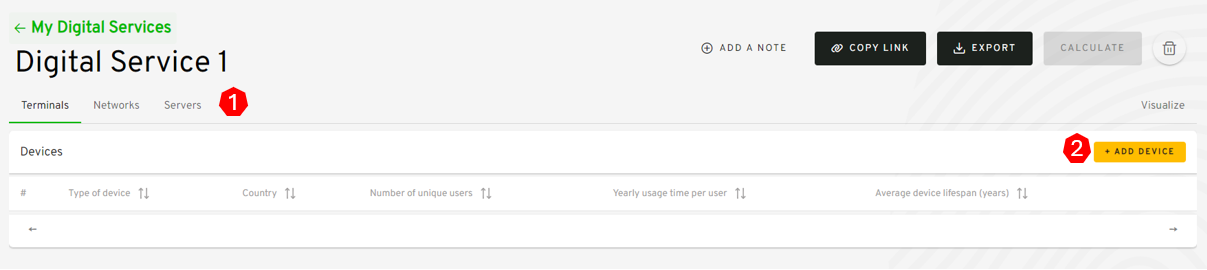 ← My Digital Services
Digital Service 1
ADD A NOTE
COPY LINK
EXPORT
CALCULATE
Terminals Networks Servers 1 Visualize
Devices 2 + ADD DEVICE
# Type of device Country Number of unique users Yearly usage time per user Average device lifespan (years)
← →